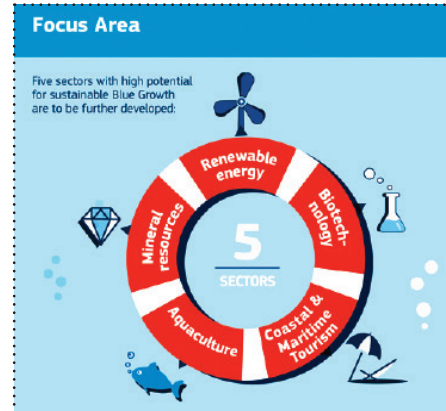 Focus Area
Five sectors with high potential
for sustainable Blue Growth
are to be further developed:
Renewable
energy
Biotech-
nology
Mineral
resources
5
SECTORS
Aquaculture
Coastal &
Maritime
Tourism